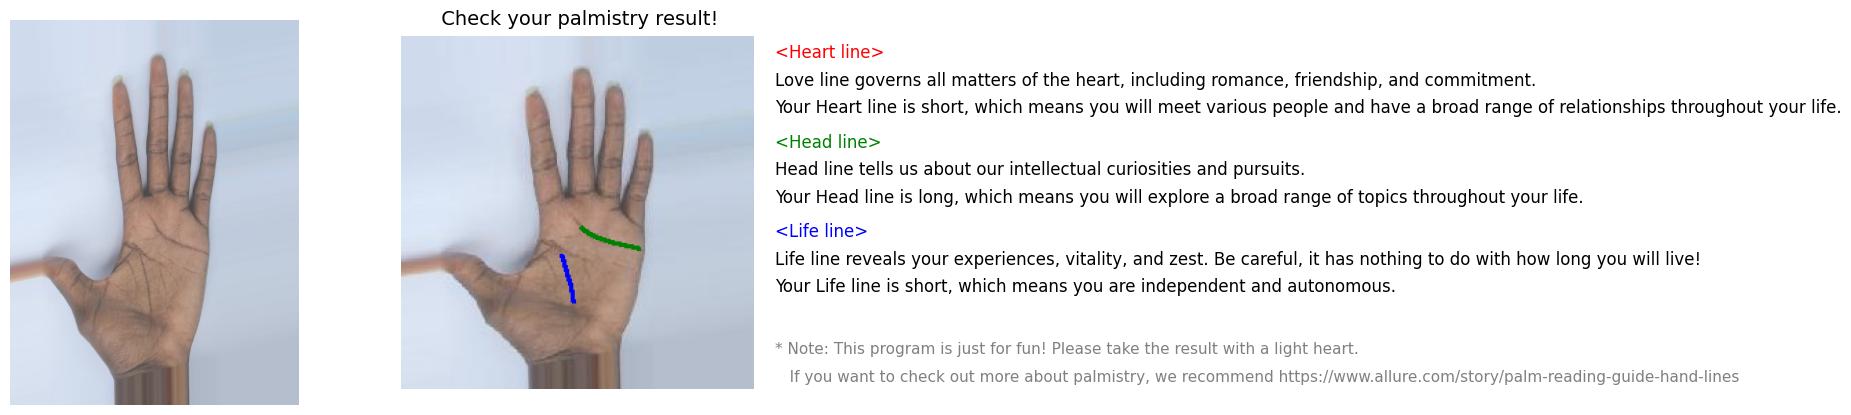 Check your palmistry result!
<Heart line>
Love line governs all matters of the heart, including romance, friendship, and commitment.
Your Heart line is short, which means you will meet various people and have a broad range of relationships throughout your life.
<Head line>
Head line tells us about our intellectual curiosities and pursuits.
Your Head line is long, which means you will explore a broad range of topics throughout your life.
<Life line>
Life line reveals your experiences, vitality, and zest. Be careful, it has nothing to do with how long you will live!
Your Life line is short, which means you are independent and autonomous.
* Note: This program is just for fun! Please take the result with a light heart.
If you want to check out more about palmistry, we recommend https://www.allure.com/story/palm-reading-guide-hand-lines